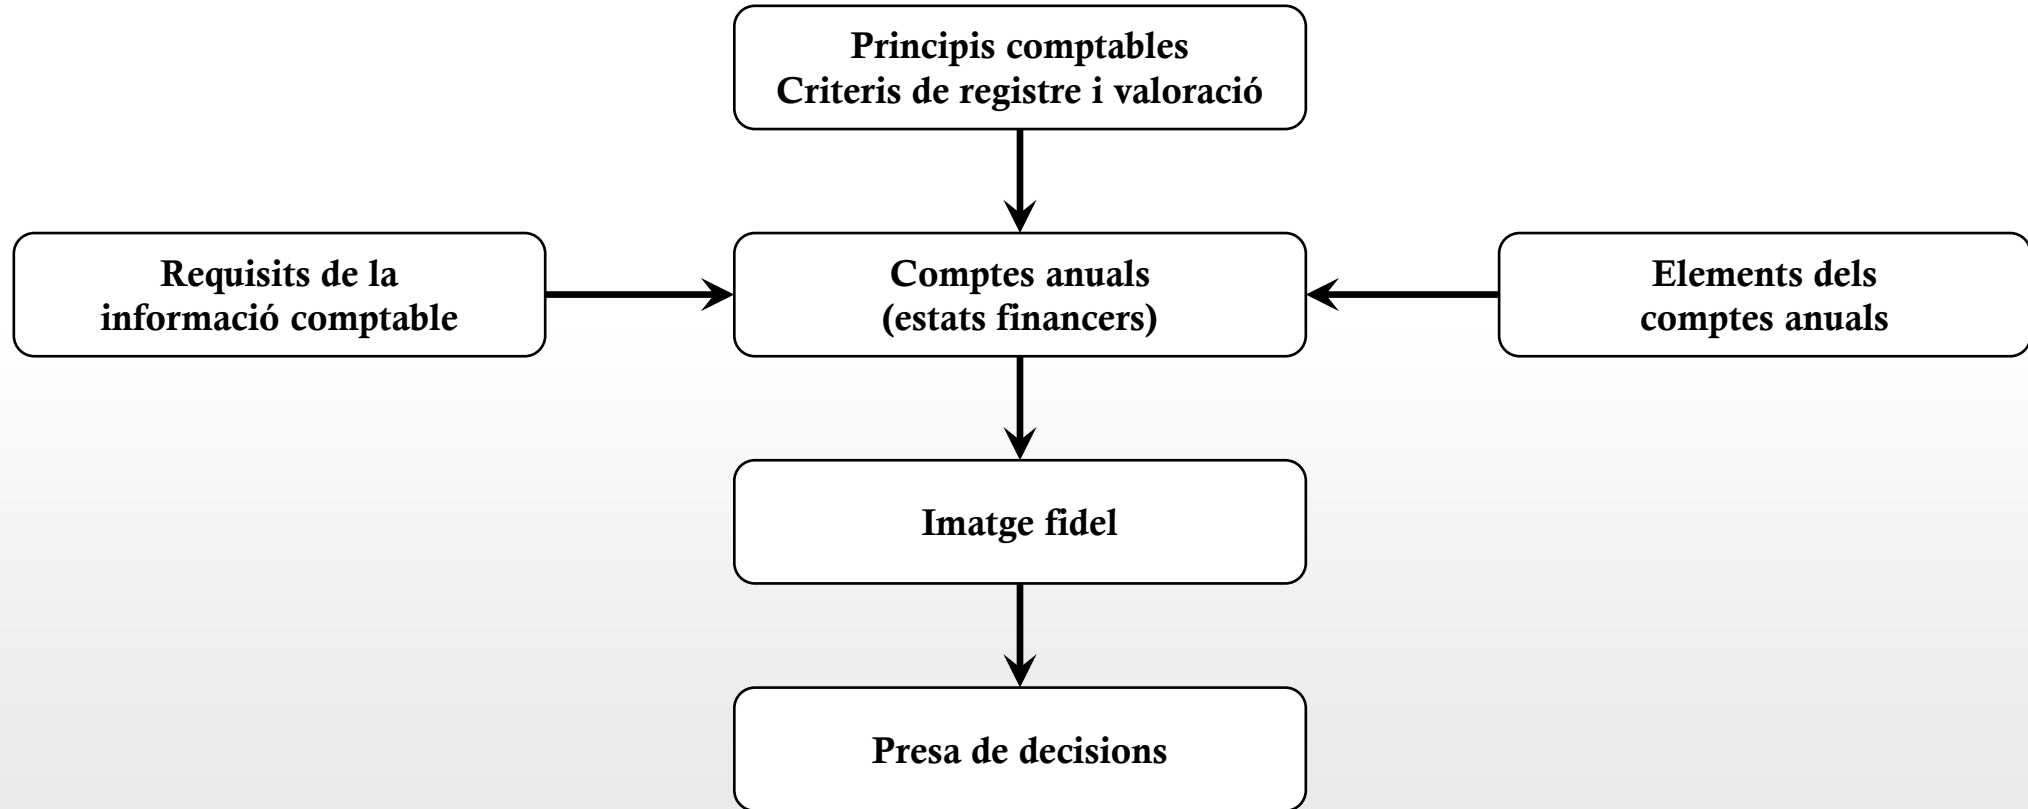 Principis comptables
Criteris de registre i valoració
Requisits de la
informació comptable
Comptes anuals
(estats financers)
Elements dels
comptes anuals
Imatge fidel
Presa de decisions